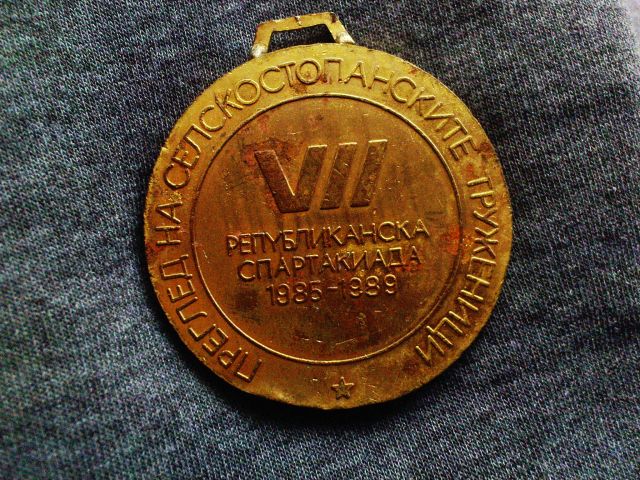 ПРЕГЛЕД НА СЕЛСКОСТОПАНСКИТЕ ТРУЖЕНИЦИ
VII
РЕПУБЛИКАНСКА
СПАРТАКИАДА
1985-1989